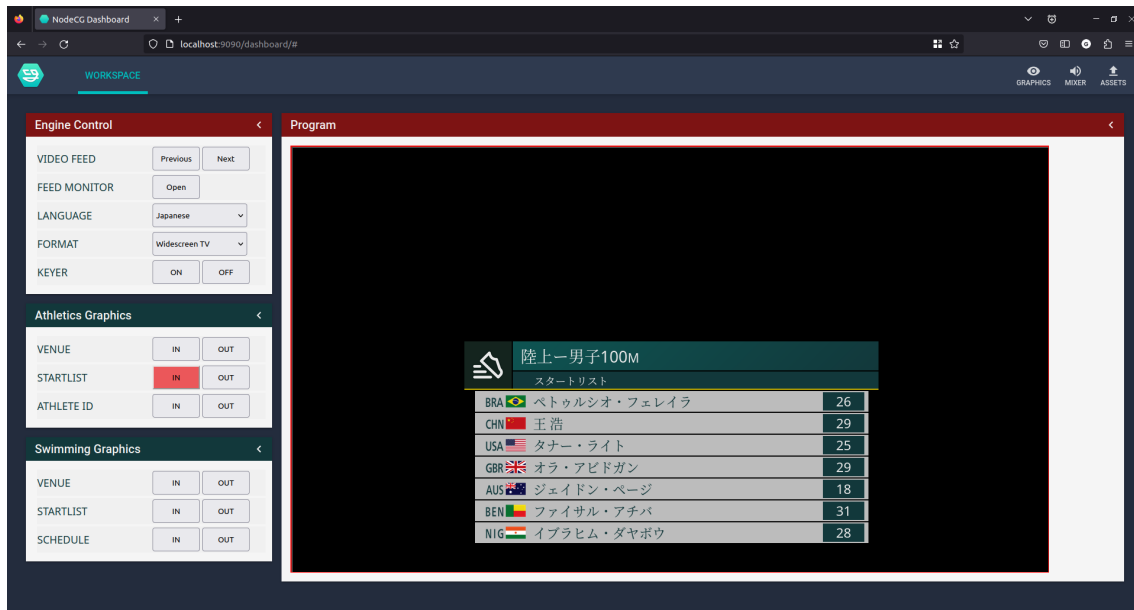 NodeCG Dashboard
localhost:9090/dashboard/#
WORKSPACE
GRAPHICS MIXER ASSETS
Engine Control
VIDEO FEED Previous Next
FEED MONITOR Open
LANGUAGE Japanese
FORMAT Widescreen TV
KEYER ON OFF
Athletics Graphics
VENUE IN OUT
STARTLIST IN OUT
ATHLETE ID IN OUT
Swimming Graphics
VENUE IN OUT
STARTLIST IN OUT
SCHEDULE IN OUT
Program
陸上ー男子100M
スタートリスト
BRA ペトゥルシオ・フェレイラ 26
CHN 王浩 29
USA タナー・ライト 25
GBR オラ・アビドガン 29
AUS ジェイドン・ページ 18
BEN ファイサル・アチバ 31
NIG イブラヒム・ダヤボウ 28